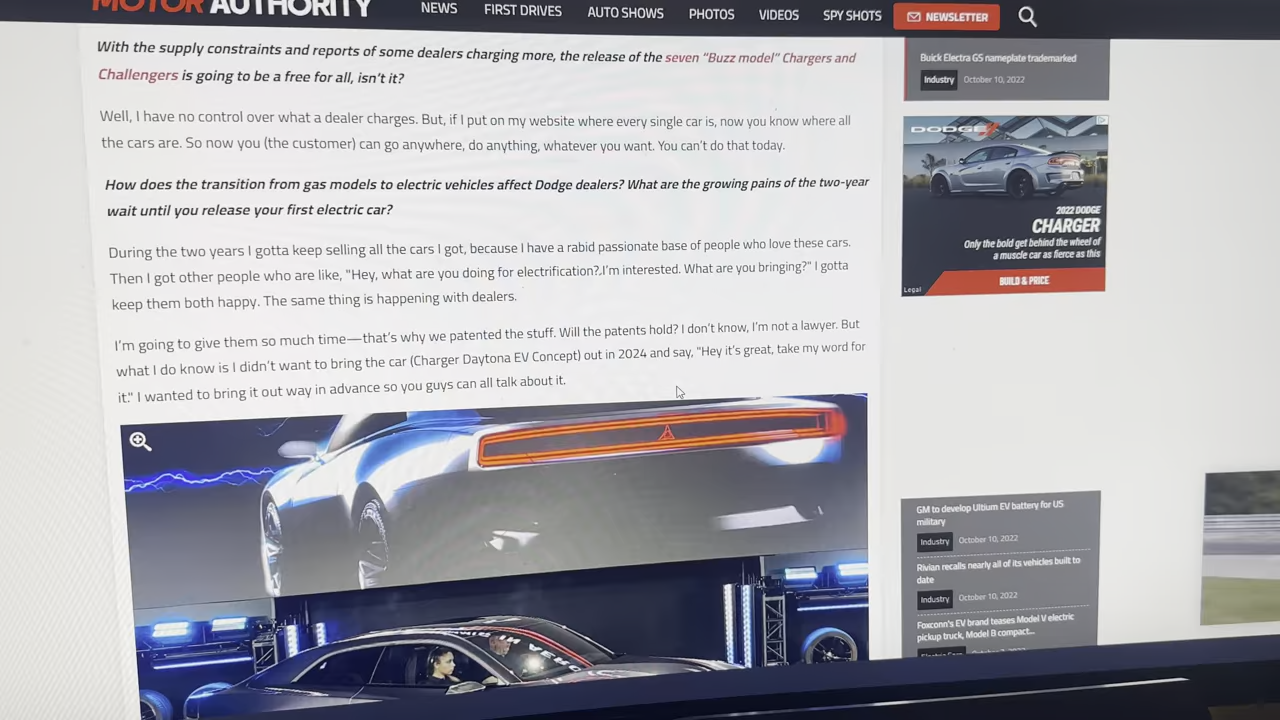 MOTOR AUTHORITY
NEWS FIRST DRIVES AUTO SHOWS PHOTOS VIDEOS SPY SHOTS NEWSLETTER
With the supply constraints and reports of some dealers charging more, the release of the seven “Buzz model” Chargers and
Challengers is going to be a free for all, isn’t it?
Well, I have no control over what a dealer charges. But, if I put on my website where every single car is, now you know where all
the cars are. So now you (the customer) can go anywhere, do anything, whatever you want. You can’t do that today.
How does the transition from gas models to electric vehicles affect Dodge dealers? What are the growing pains of the two-year
wait until you release your first electric car?
During the two years I gotta keep selling all the cars I got, because I have a rabid passionate base of people who love these cars.
Then I got other people who are like, "Hey, what are you doing for electrification?,I’m interested. What are you bringing?" I gotta
keep them both happy. The same thing is happening with dealers.
I’m going to give them so much time—that’s why we patented the stuff. Will the patents hold? I don’t know, I’m not a lawyer. But
what I do know is I didn’t want to bring the car (Charger Daytona EV Concept) out in 2024 and say, "Hey it’s great, take my word for
it." I wanted to bring it out way in advance so you guys can all talk about it.
Buick Electra GS nameplate trademarked
Industry October 10, 2022
DODGE
2022 DODGE
CHARGER
Only the bold get behind the wheel of
a muscle car as fierce as this
Legal BUILD & PRICE
GM to develop Ultium EV battery for US
military
Industry October 10, 2022
Rivian recalls nearly all of its vehicles built to
date
Industry October 10, 2022
Foxconn's EV brand teases Model V electric
pickup truck, Model B compact...